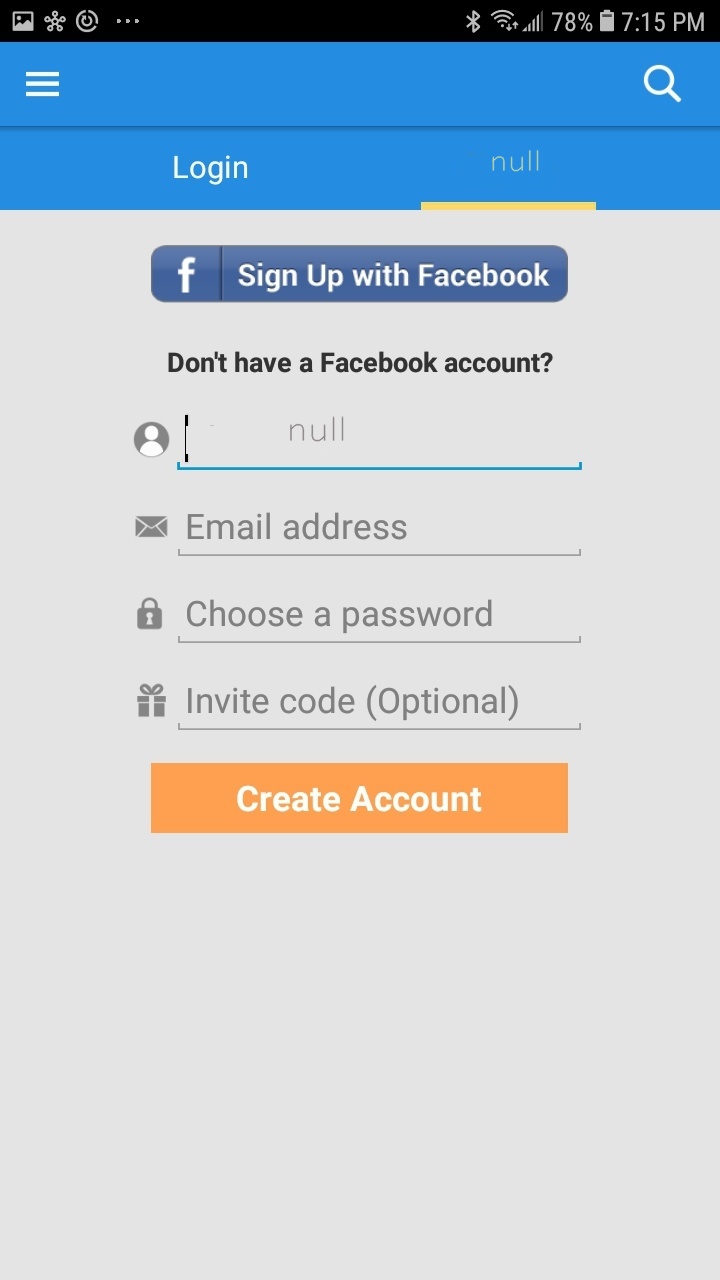 78% 7:15 PM
Login null
f Sign Up with Facebook
Don't have a Facebook account?
null
Email address
Choose a password
Invite code (Optional)
Create Account